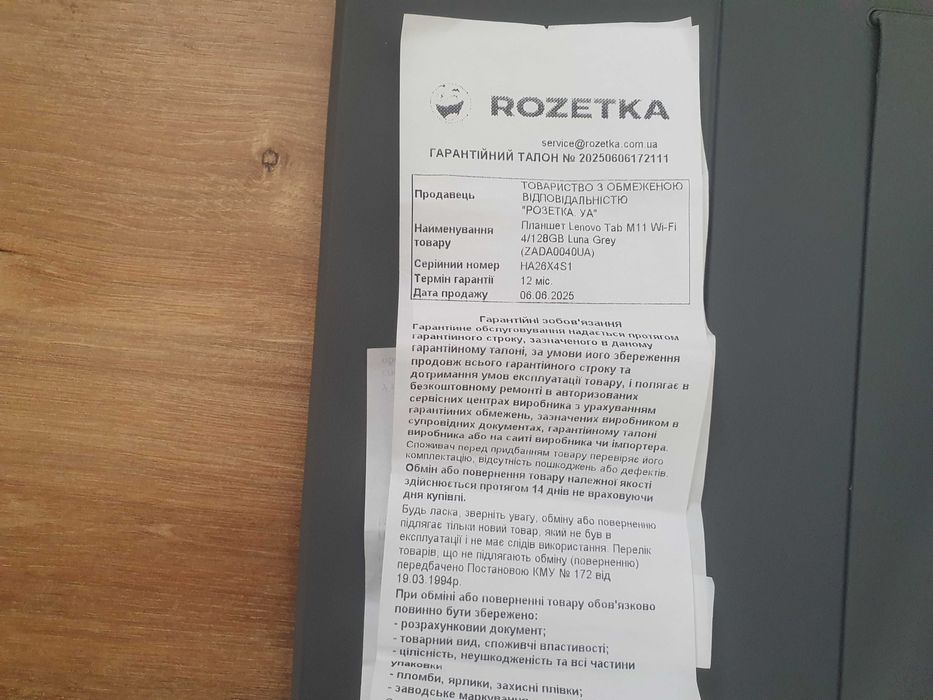 ROZETKA
service@rozetka.com.ua
ГАРАНТІЙНИЙ ТАЛОН № 20250606172111
Продавець
ТОВАРИСТВО З ОБМЕЖЕНОЮ
ВІДПОВІДАЛЬНІСТЮ
"РОЗЕТКА. УА"
Наименування
товару
Планшет Lenovo Tab M11 Wi-Fi
4/128GB Luna Grey
(ZADA0040UA)
Серійний номер HA26X4S1
Термін гарантії 12 міс.
Дата продажу 06.06.2025
Гарантійні зобов'язання
Гарантійне обслуговування надається протягом
гарантійного строку, зазначеного в даному
гарантійному талоні, за умови його збереження
продовж всього гарантійного строку та
дотримання умов експлуатації товару, і полягає в
безкоштовному ремонті в авторизованих
сервісних центрах виробника з урахуванням
гарантійних обмежень, зазначених виробником в
супровідних документах, гарантійному талоні
виробника або на сайті виробника чи імпортера.
Споживач перед придбанням товару перевіряє його
комплектацію, відсутність пошкоджень або дефектів.
Обмін або повернення товару належної якості
здійснюється протягом 14 днів не враховуючи
дня купівлі.
Будь ласка, зверніть увагу, обміну або поверненню
підлягає тільки новий товар, який не був в
експлуатації і не має слідів використання. Перелік
товарів, що не підлягають обміну (поверненню)
передбачено Постановою КМУ № 172 від
19.03.1994р.
При обміні або поверненні товару обов'язково
повинно бути збережено:
- розрахунковий документ;
- товарний вид, споживчі властивості;
- цілісність, неушкодженість та всі частини
упаковки
- пломби, ярлики, захисні плівки;
- заводське маркування